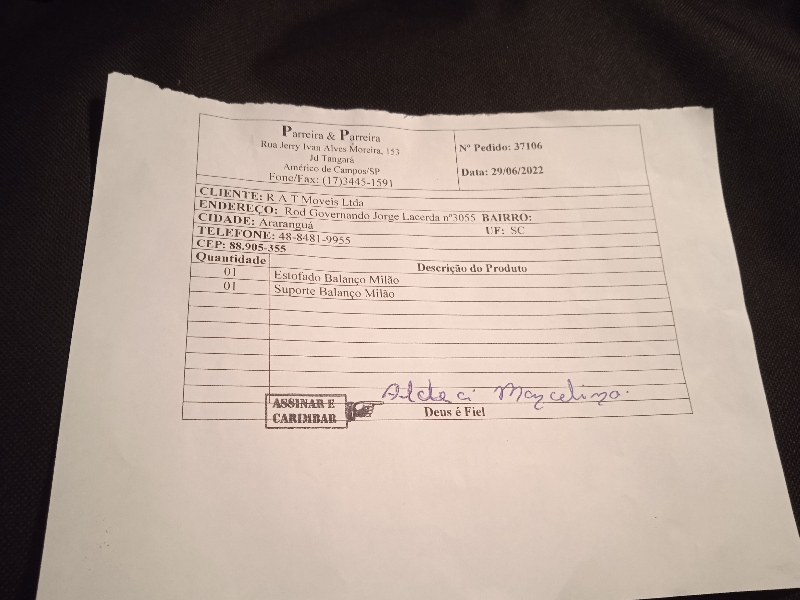 Parreira & Parreira
Rua Jerry Ivan Alves Moreira, 153
Jd Tangará
Américo de Campos/SP
Fone/Fax: (17)3445-1591
Nº Pedido: 37106
Data: 29/06/2022
CLIENTE: R A T Moveis Ltda
ENDEREÇO: Rod Governando Jorge Lacerda nº3055 BAIRRO:
CIDADE: Araranguá UF: SC
TELEFONE: 48-8481-9955
CEP: 88.905-355
Quantidade Descrição do Produto
01 Estofado Balanço Milão
01 Suporte Balanço Milão
Aldeci Marcelino.
ASSINAR E
CARIMBAR
Deus é Fiel